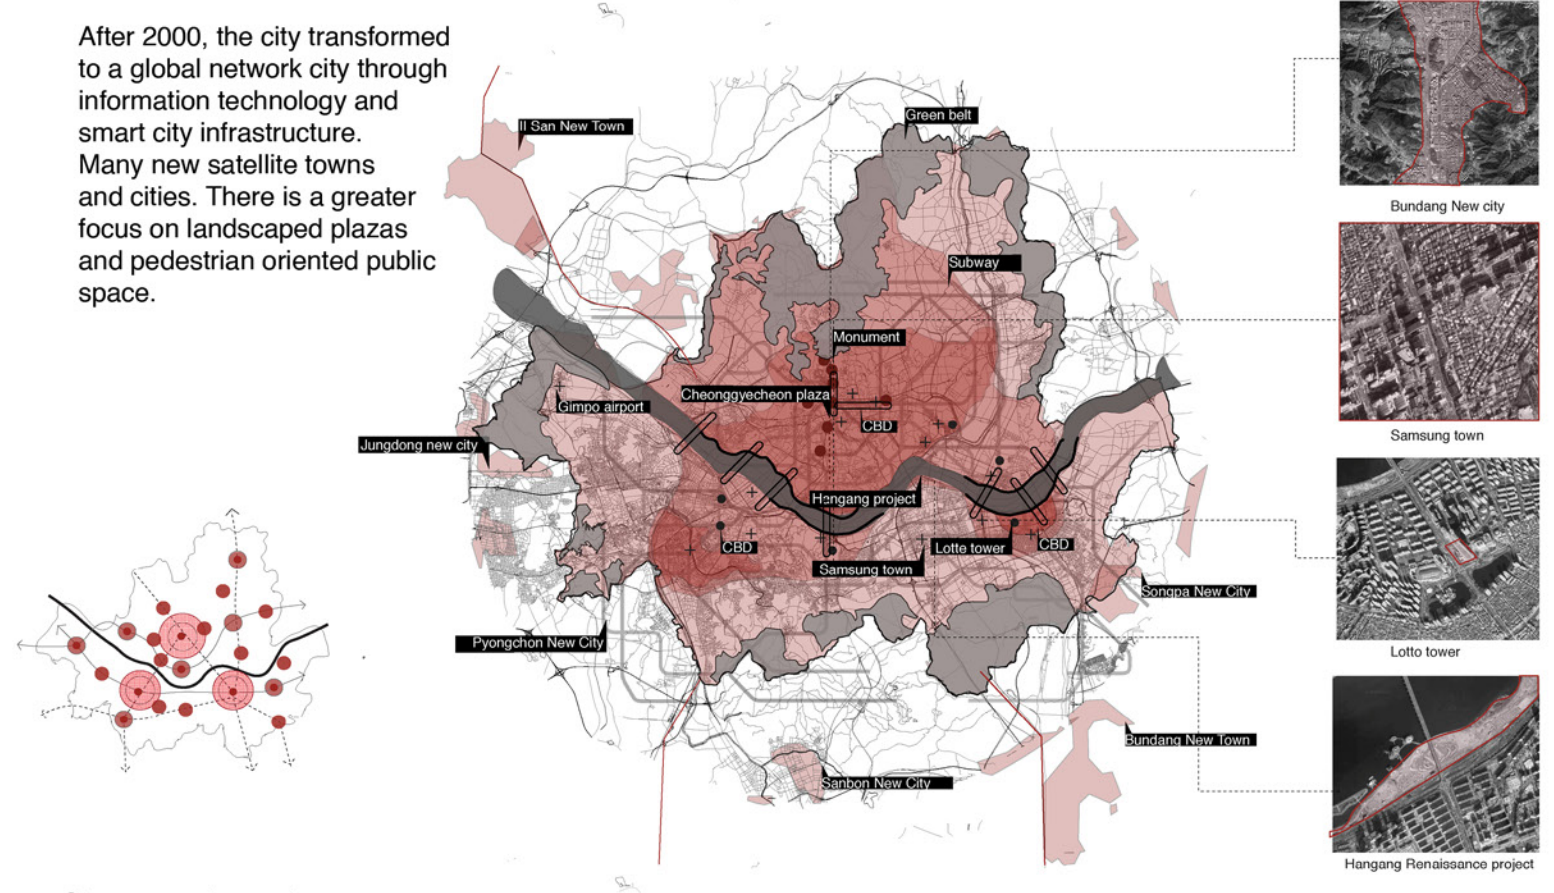 After 2000, the city transformed
to a global network city through
information technology and
smart city infrastructure.
Many new satellite towns
and cities. There is a greater
focus on landscaped plazas
and pedestrian oriented public
space.
Il San New Town
Green belt
Subway
Monument
Cheonggyecheon plaza
Gimpo airport
CBD
Jungdong new city
Hangang project
CBD
Lotte tower
CBD
Samsung town
Songpa New City
Pyongchon New City
Bundang New Town
Sanbon New City
Bundang New city
Samsung town
Lotto tower
Hangang Renaissance project